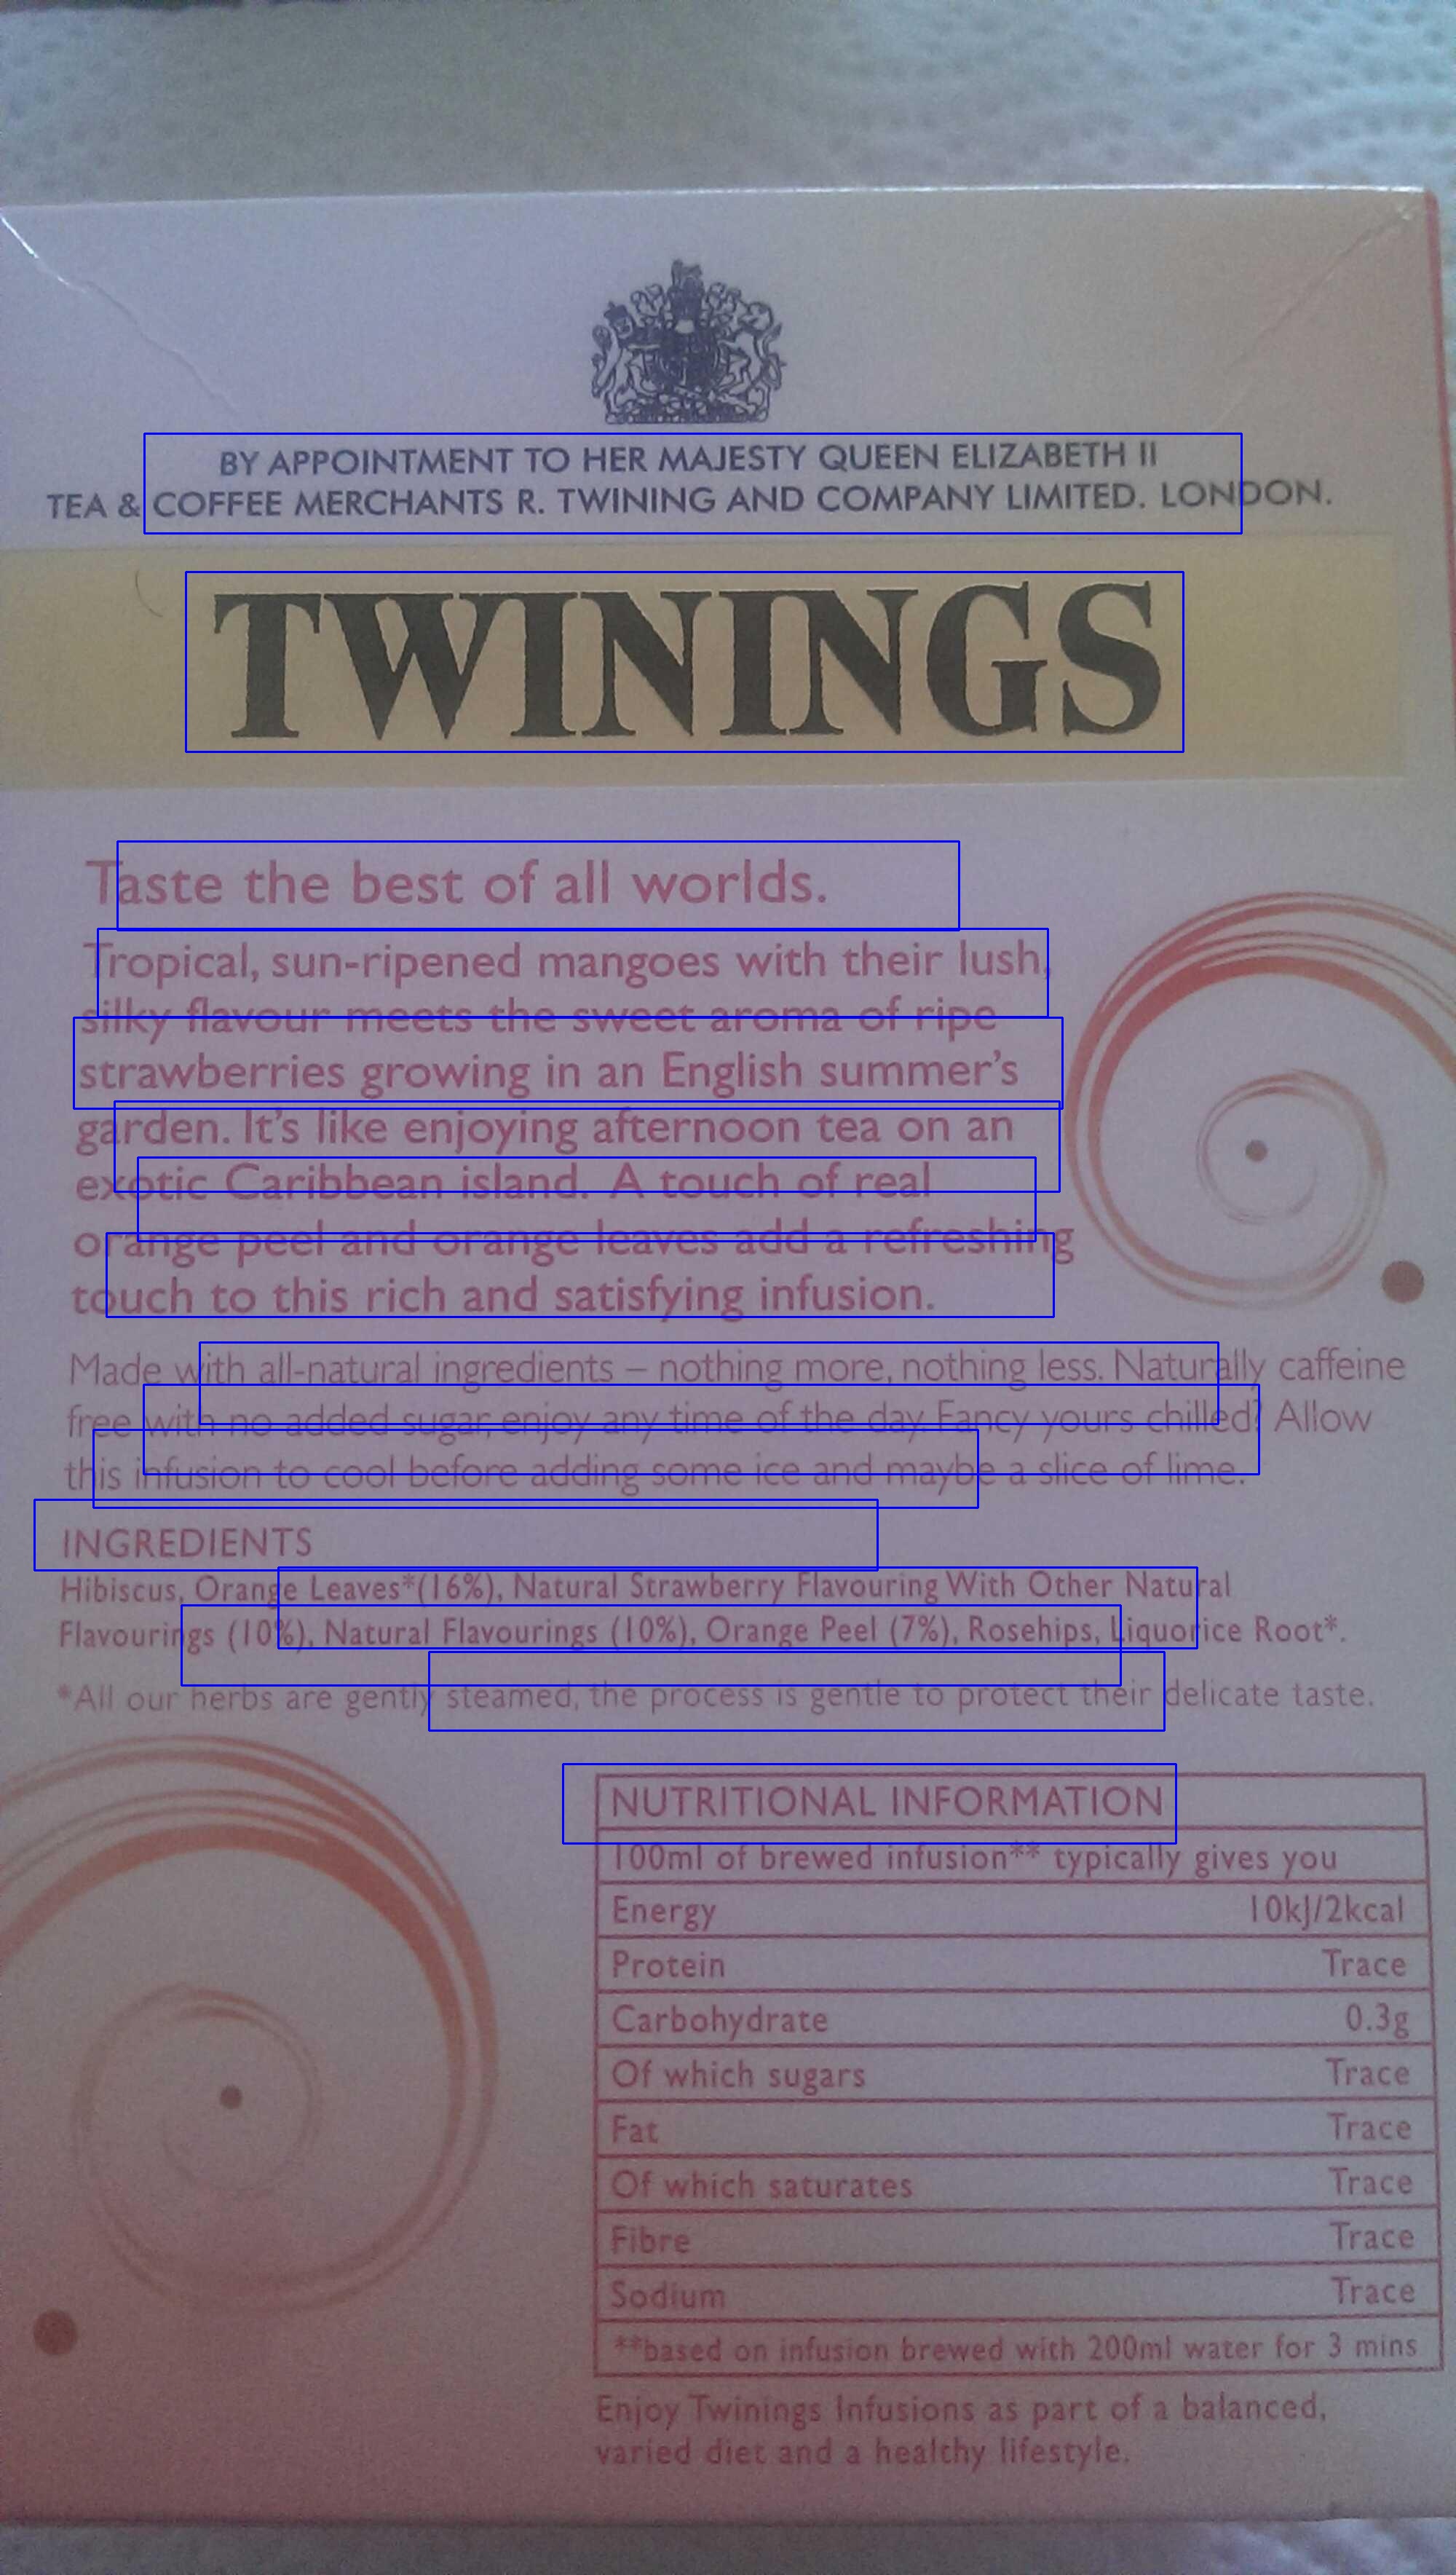 BY APPOINTMENT TO HER MAJESTY QUEEN ELIZABETH II
TEA & COFFEE MERCHANTS R. TWINING AND COMPANY LIMITED. LONDON.
TWININGS
Taste the best of all worlds.
Tropical, sun-ripened mangoes with their lush,
silky flavour meets the sweet aroma of ripe
strawberries growing in an English summer's
garden. It's like enjoying afternoon tea on an
exotic Caribbean island. A touch of real
orange peel and orange leaves add a refreshing
touch to this rich and satisfying infusion.
Made with all-natural ingredients – nothing more, nothing less. Naturally caffeine
free with no added sugar, enjoy any time of the day. Fancy yours chilled? Allow
this infusion to cool before adding some ice and maybe a slice of lime.
INGREDIENTS
Hibiscus, Orange Leaves*(16%), Natural Strawberry Flavouring With Other Natural
Flavourings (10%), Natural Flavourings (10%), Orange Peel (7%), Rosehips, Liquorice Root*.
*All our herbs are gently steamed, the process is gentle to protect their delicate taste.
NUTRITIONAL INFORMATION
100ml of brewed infusion** typically gives you
Energy 10kJ/2kcal
Protein Trace
Carbohydrate 0.3g
Of which sugars Trace
Fat Trace
Of which saturates Trace
Fibre Trace
Sodium Trace
**based on infusion brewed with 200ml water for 3 mins
Enjoy Twinings Infusions as part of a balanced,
varied diet and a healthy lifestyle.